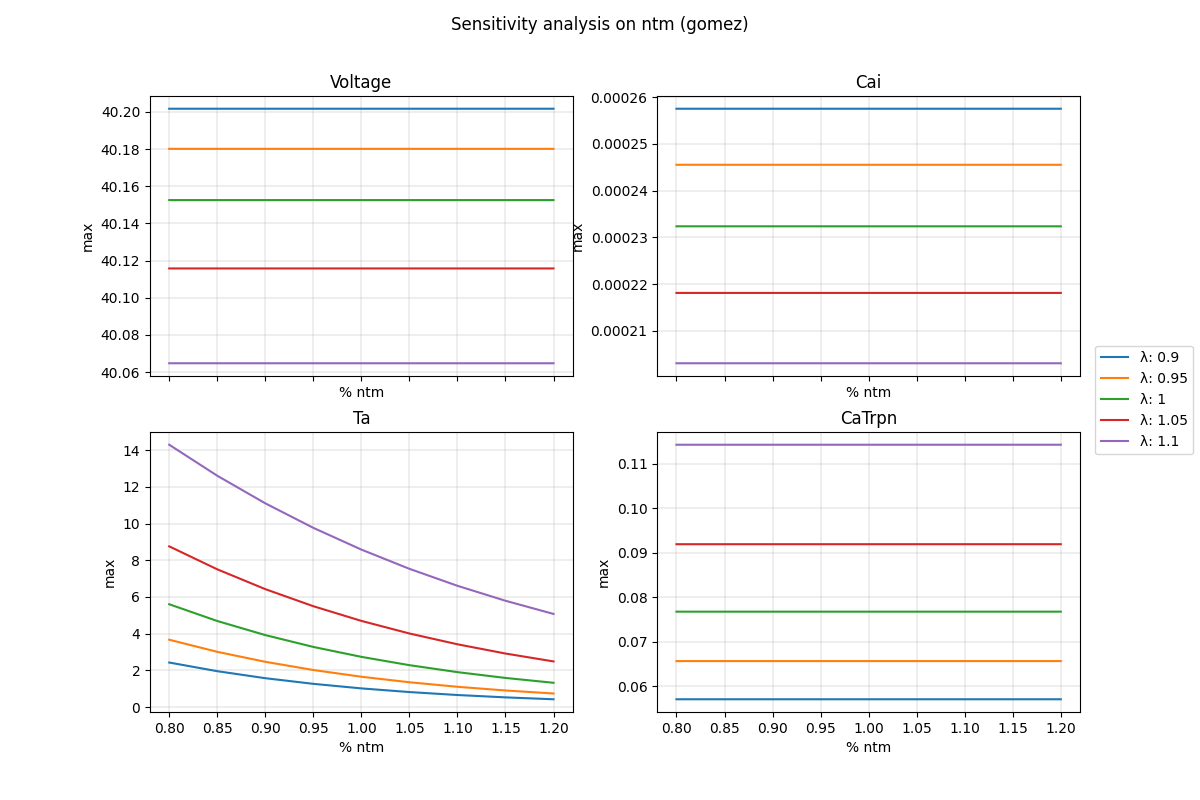 Sensitivity analysis on ntm (gomez)
Voltage
40.20
40.18
40.16
40.14
40.12
40.10
40.08
40.06
max
% ntm
Cai
0.00026
0.00025
0.00024
0.00023
0.00022
0.00021
max
% ntm
λ: 0.9
λ: 0.95
λ: 1
λ: 1.05
λ: 1.1
Ta
14
12
10
8
6
4
2
0
max
0.80 0.85 0.90 0.95 1.00 1.05 1.10 1.15 1.20
% ntm
CaTrpn
0.11
0.10
0.09
0.08
0.07
0.06
max
0.80 0.85 0.90 0.95 1.00 1.05 1.10 1.15 1.20
% ntm